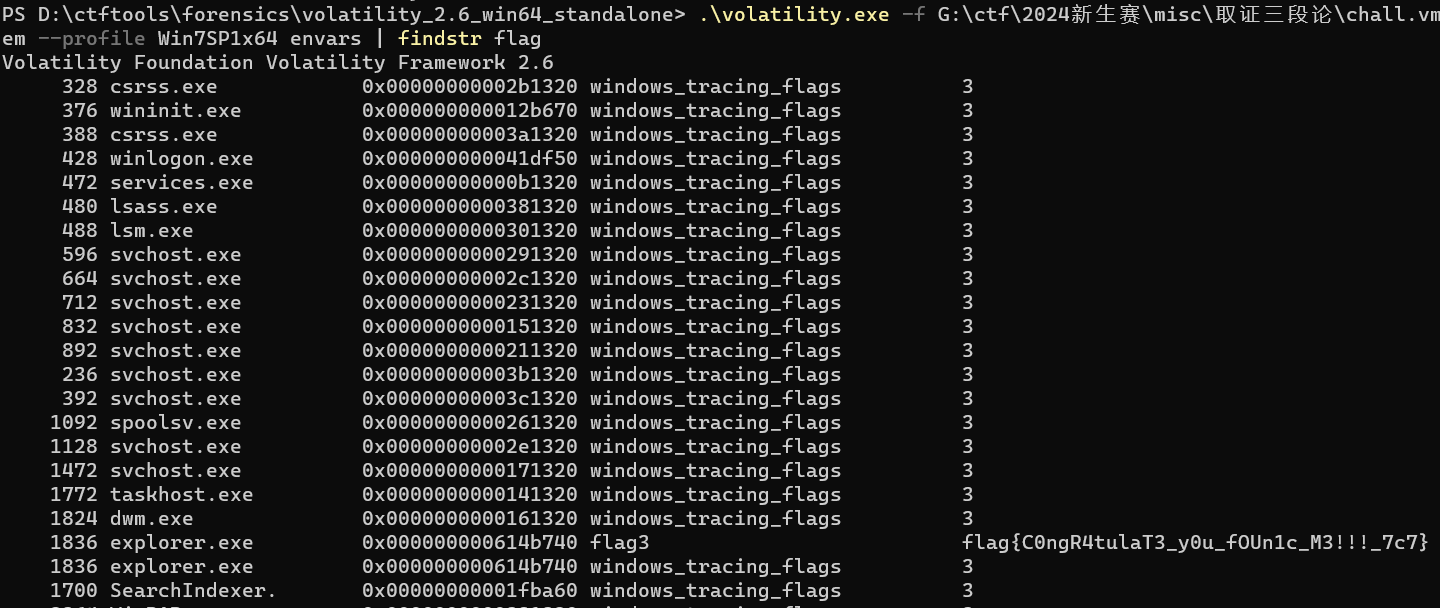 PS D:\ctftools\forensics\volatility_2.6_win64_standalone> .\volatility.exe -f G:\ctf\2024新生赛\misc\取证三段论\chall.vm
em --profile Win7SP1x64 envars | findstr flag
Volatility Foundation Volatility Framework 2.6
328 csrss.exe 0x00000000002b1320 windows_tracing_flags 3
376 wininit.exe 0x000000000012b670 windows_tracing_flags 3
388 csrss.exe 0x00000000003a1320 windows_tracing_flags 3
428 winlogon.exe 0x000000000041df50 windows_tracing_flags 3
472 services.exe 0x00000000000b1320 windows_tracing_flags 3
480 lsass.exe 0x0000000000381320 windows_tracing_flags 3
488 lsm.exe 0x0000000000301320 windows_tracing_flags 3
596 svchost.exe 0x0000000000291320 windows_tracing_flags 3
664 svchost.exe 0x00000000002c1320 windows_tracing_flags 3
712 svchost.exe 0x0000000000231320 windows_tracing_flags 3
832 svchost.exe 0x0000000000151320 windows_tracing_flags 3
892 svchost.exe 0x0000000000211320 windows_tracing_flags 3
236 svchost.exe 0x00000000003b1320 windows_tracing_flags 3
392 svchost.exe 0x00000000003c1320 windows_tracing_flags 3
1092 spoolsv.exe 0x0000000000261320 windows_tracing_flags 3
1128 svchost.exe 0x00000000002e1320 windows_tracing_flags 3
1472 svchost.exe 0x0000000000171320 windows_tracing_flags 3
1772 taskhost.exe 0x0000000000141320 windows_tracing_flags 3
1824 dwm.exe 0x0000000000161320 windows_tracing_flags 3
1836 explorer.exe 0x000000000614b740 flag3 flag{C0ngR4tulaT3_y0u_fOUn1c_M3!!!_7c7}
1836 explorer.exe 0x000000000614b740 windows_tracing_flags 3
1700 SearchIndexer. 0x00000000001fba60 windows_tracing_flags 3